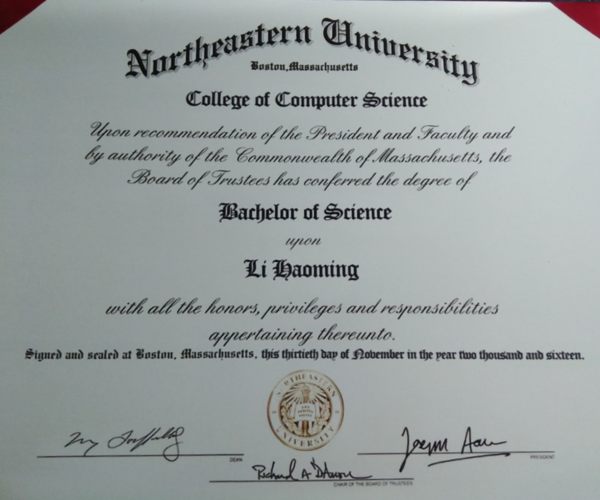 Northeastern University
Boston,Massachusetts
College of Computer Science
Upon recommendation of the President and Faculty and
by authority of the Commonwealth of Massachusetts, the
Board of Trustees has conferred the degree of
Bachelor of Science
upon
Li Haoming
with all the honors, privileges and responsibilities
appertaining thereunto.
Signed and sealed at Boston, Massachusetts, this thirtieth day of November in the year two thousand and sixteen.
NORTHEASTERN
UNIVERSITY
DEAN
PRESIDENT
Richard A D'Amore
CHAIR OF THE BOARD OF TRUSTEES